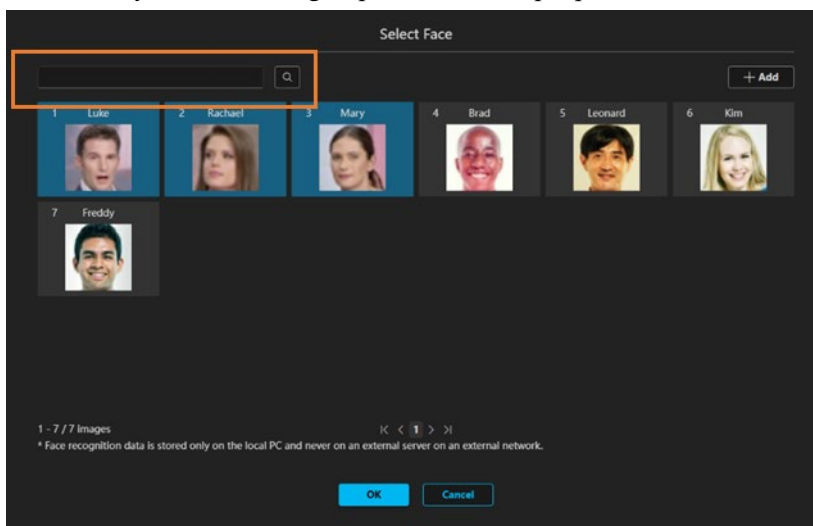 Select Face
+ Add
1 Luke 2 Rachael 3 Mary 4 Brad 5 Leonard 6 Kim
7 Freddy
1 - 7 / 7 images 1
* Face recognition data is stored only on the local PC and never on an external server on an external network.
OK Cancel